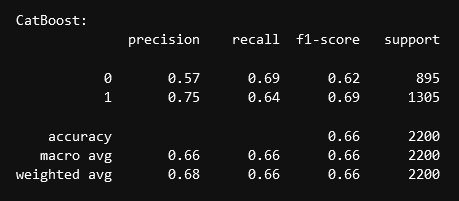 CatBoost:
precision recall f1-score support
0 0.57 0.69 0.62 895
1 0.75 0.64 0.69 1305
accuracy 0.66 2200
macro avg 0.66 0.66 0.66 2200
weighted avg 0.68 0.66 0.66 2200